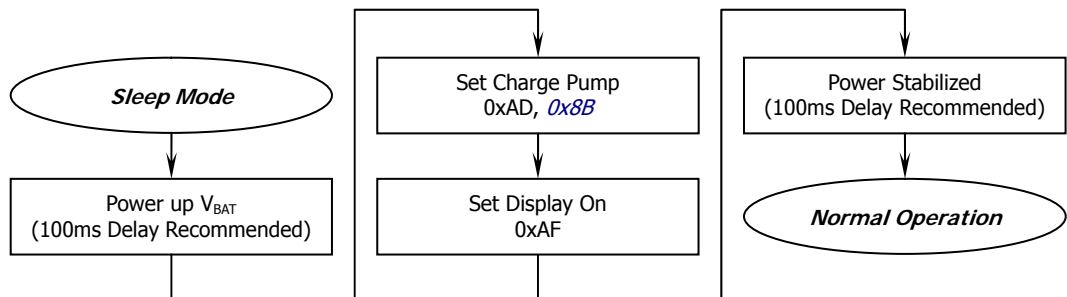 Sleep Mode
Power up VBAT
(100ms Delay Recommended)
Set Charge Pump
0xAD, 0x8B
Set Display On
0xAF
Power Stabilized
(100ms Delay Recommended)
Normal Operation